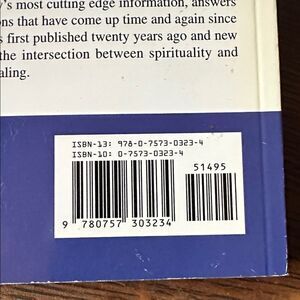 y's most cutting edge information, answers
ons that have come up time and again since
s first published twenty years ago and new
the intersection between spirituality and
aling.
ISBN-13: 978-0-7573-0323-4
ISBN-10: 0-7573-0323-4
51495
9 780757 303234